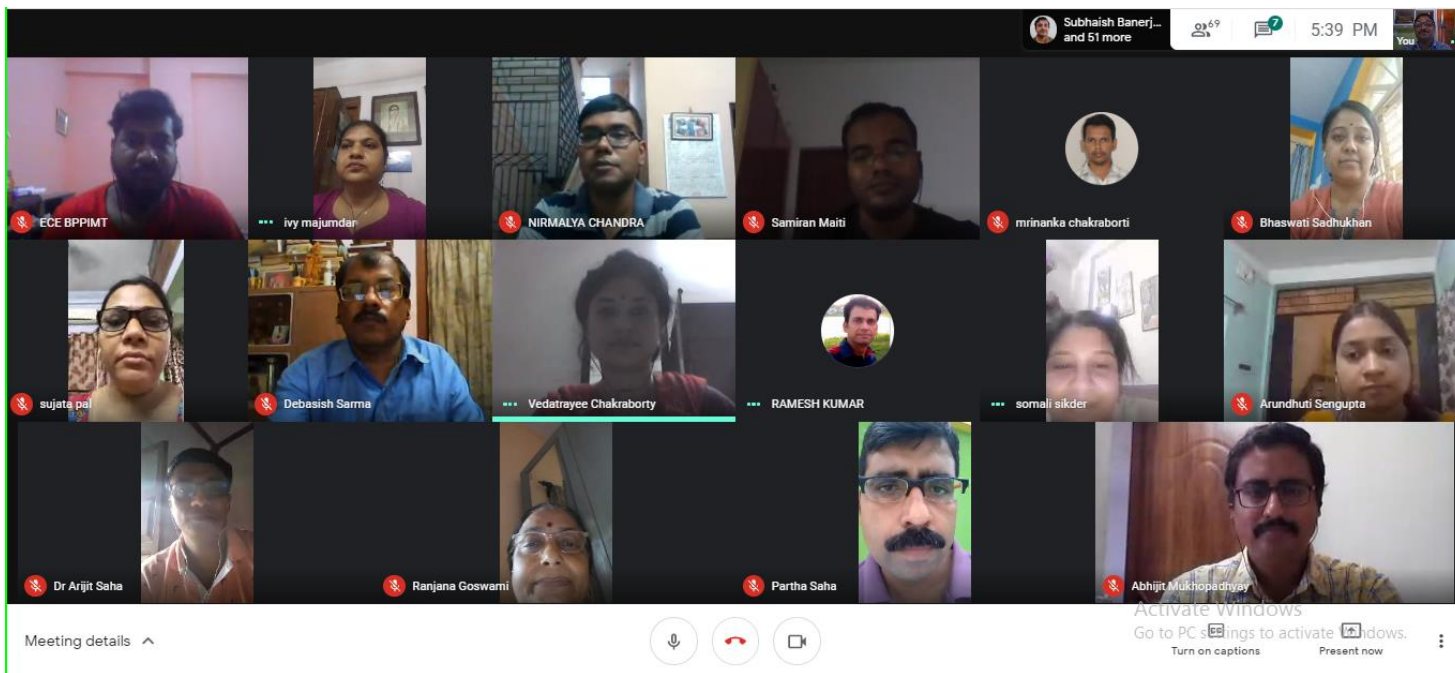 Subhaish Banerj...
and 51 more
69
7
5:39 PM
You
ECE BPPIMT
ivy majumdar
NIRMALYA CHANDRA
Samiran Maiti
mrinanka chakraborti
Bhaswati Sadhukhan
sujata pal
Debasish Sarma
Vedatrayee Chakraborty
RAMESH KUMAR
somali sikder
Arundhuti Sengupta
Dr Arijit Saha
Ranjana Goswami
Partha Saha
Abhijit Mukhopadhyay
Activate Windows
Go to PC settings to activate Windows.
Meeting details
Turn on captions
Present now